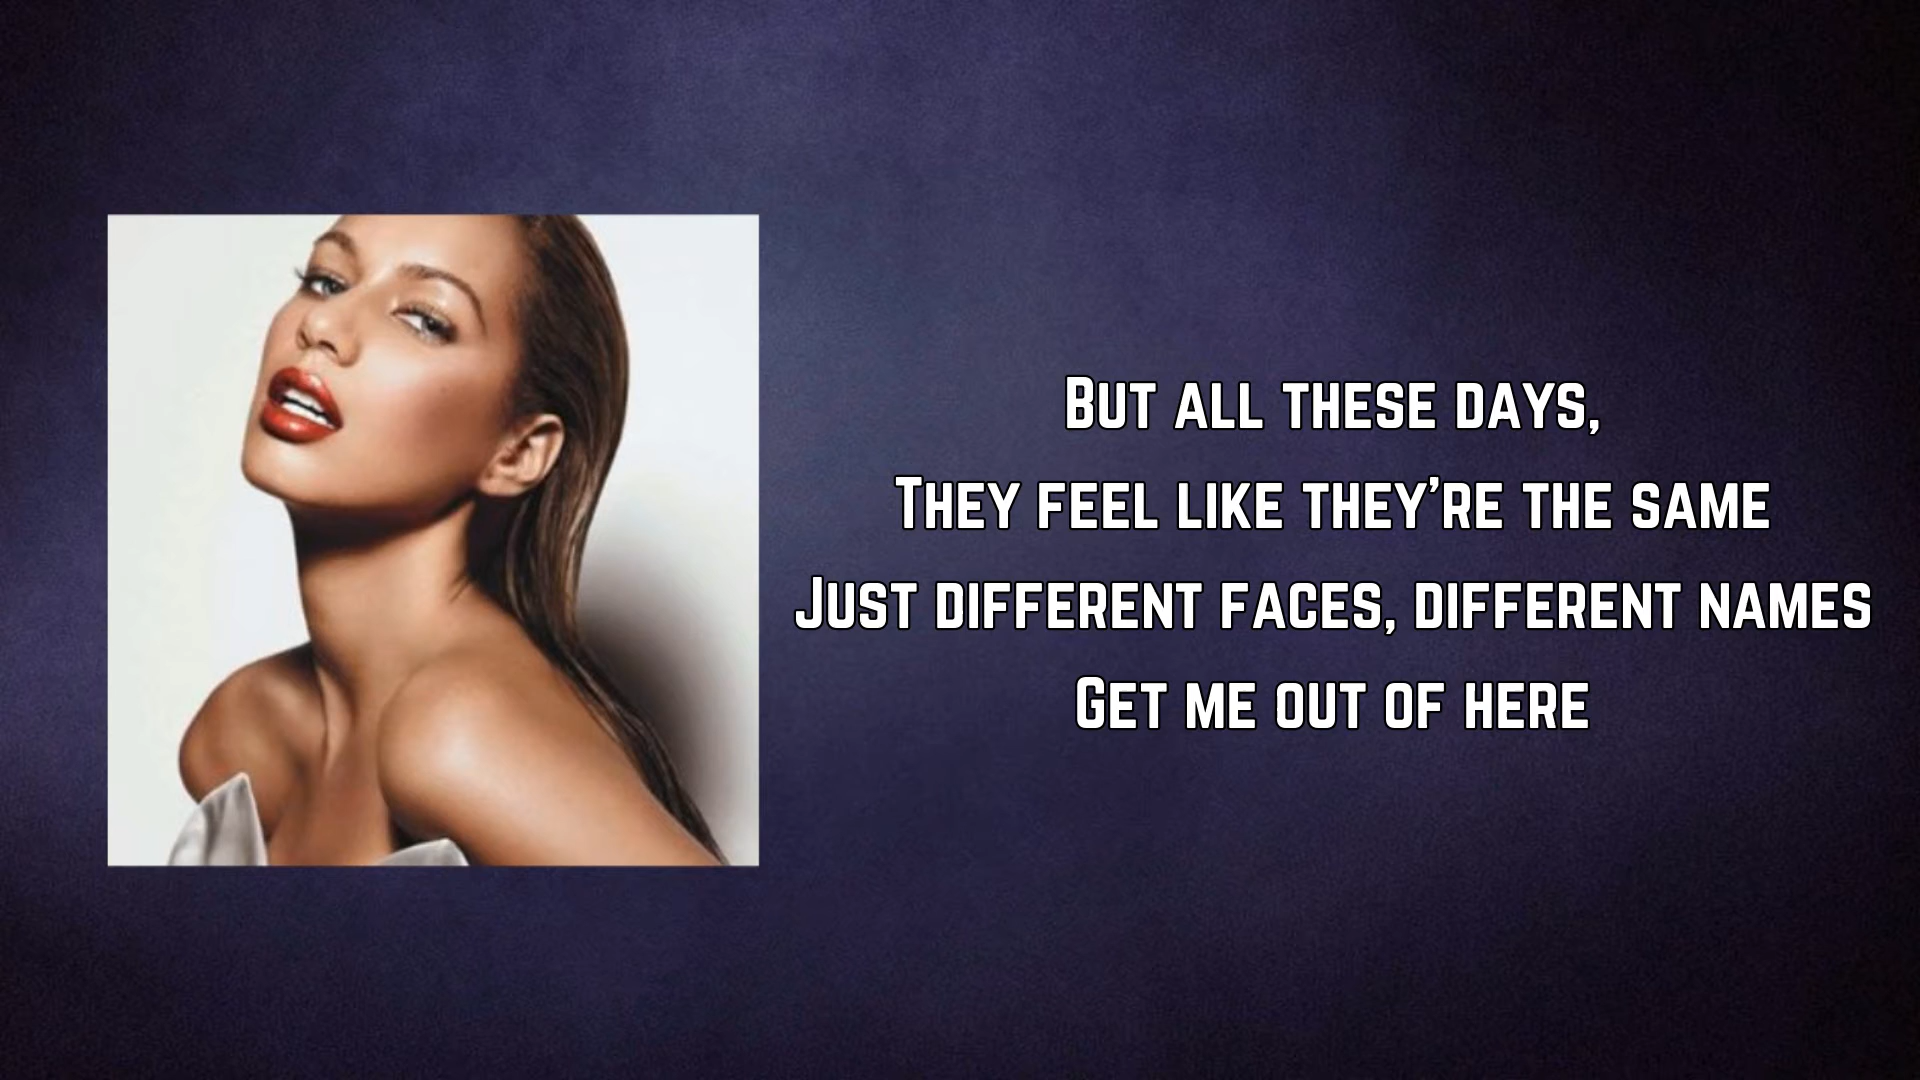 But all these days,
They feel like they're the same
Just different faces, different names
Get me out of here